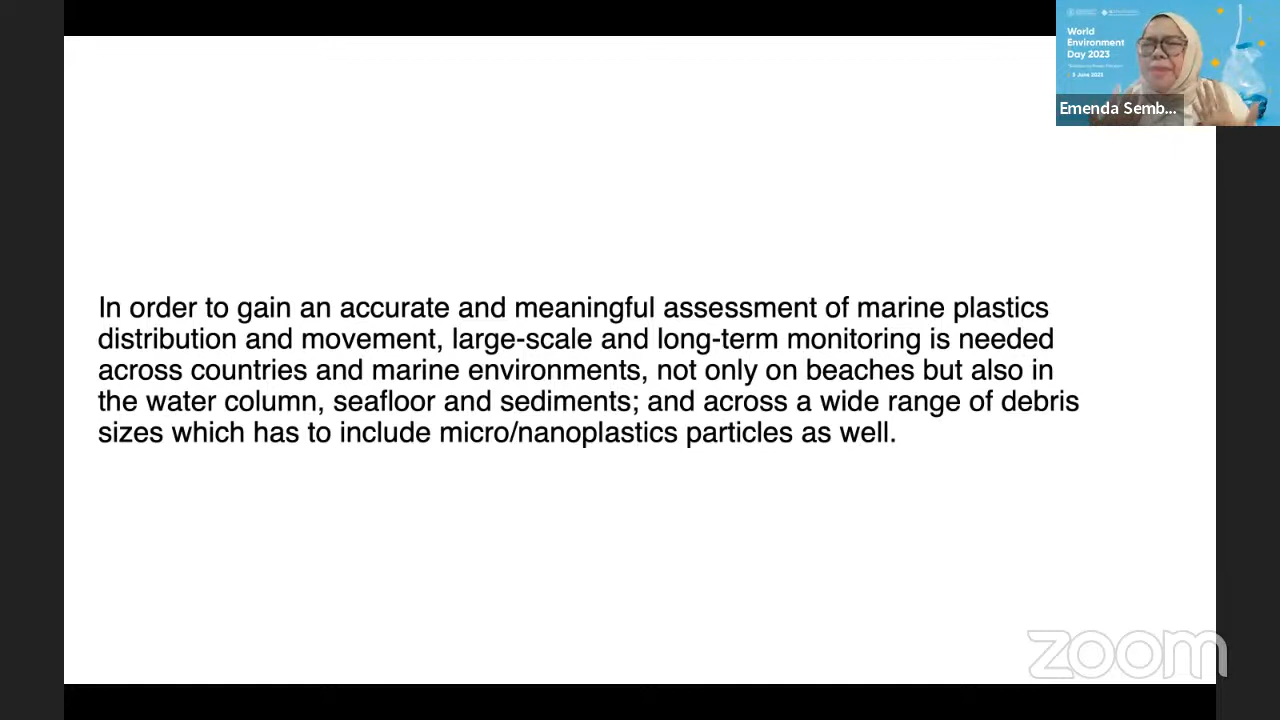 World
Environment
Day 2023
5 June 2023
Emenda Semb...
In order to gain an accurate and meaningful assessment of marine plastics
distribution and movement, large-scale and long-term monitoring is needed
across countries and marine environments, not only on beaches but also in
the water column, seafloor and sediments; and across a wide range of debris
sizes which has to include micro/nanoplastics particles as well.
zoom